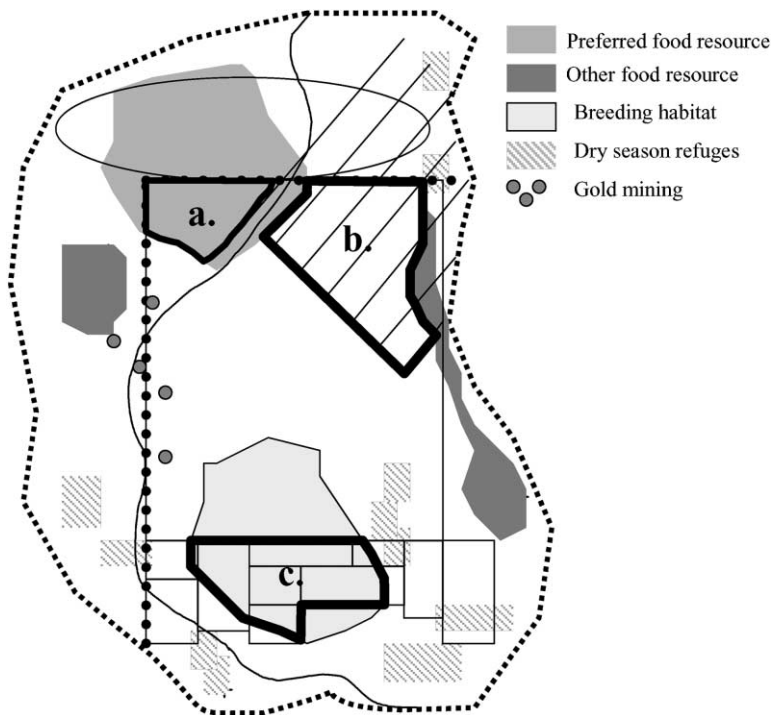 Preferred food resource
Other food resource
Breeding habitat
Dry season refuges
Gold mining
a.
b.
c.